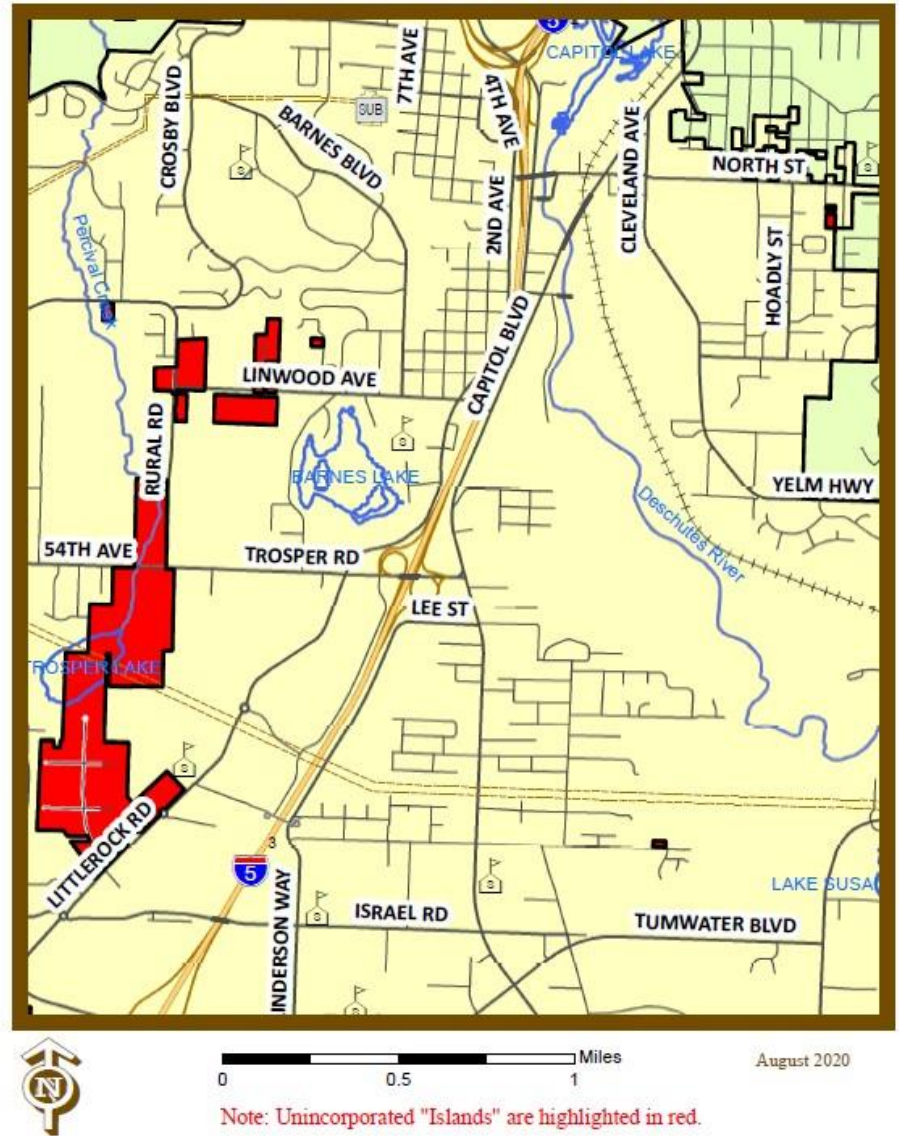 5
CAPITOL LAKE
7TH AVE
4TH AVE
CROSBY BLVD
SUB
BARNES BLVD
CLEVELAND AVE
NORTH ST
S
S
2ND AVE
Percival Creek
HOADLY ST
CAPITOL BLVD
LINWOOD AVE
RURAL RD
S
BARNES LAKE
YELM HWY
Deschutes River
54TH AVE
TROSPER RD
LEE ST
TROSPER LAKE
S
LITTLEROCK RD
3
5
S
LAKE SUSA
INDERSON WAY
S
ISRAEL RD
TUMWATER BLVD
S
N
Miles
0 0.5 1
August 2020
Note: Unincorporated "Islands" are highlighted in red.